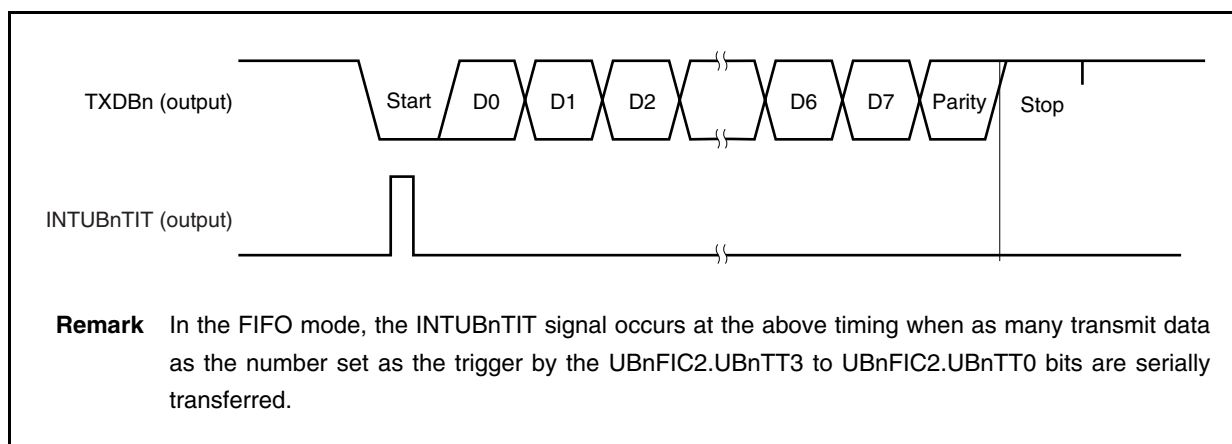 TXDBn (output)
Start D0 D1 D2 D6 D7 Parity Stop
INTUBnTIT (output)
Remark In the FIFO mode, the INTUBnTIT signal occurs at the above timing when as many transmit data
as the number set as the trigger by the UBnFIC2.UBnTT3 to UBnFIC2.UBnTT0 bits are serially
transferred.